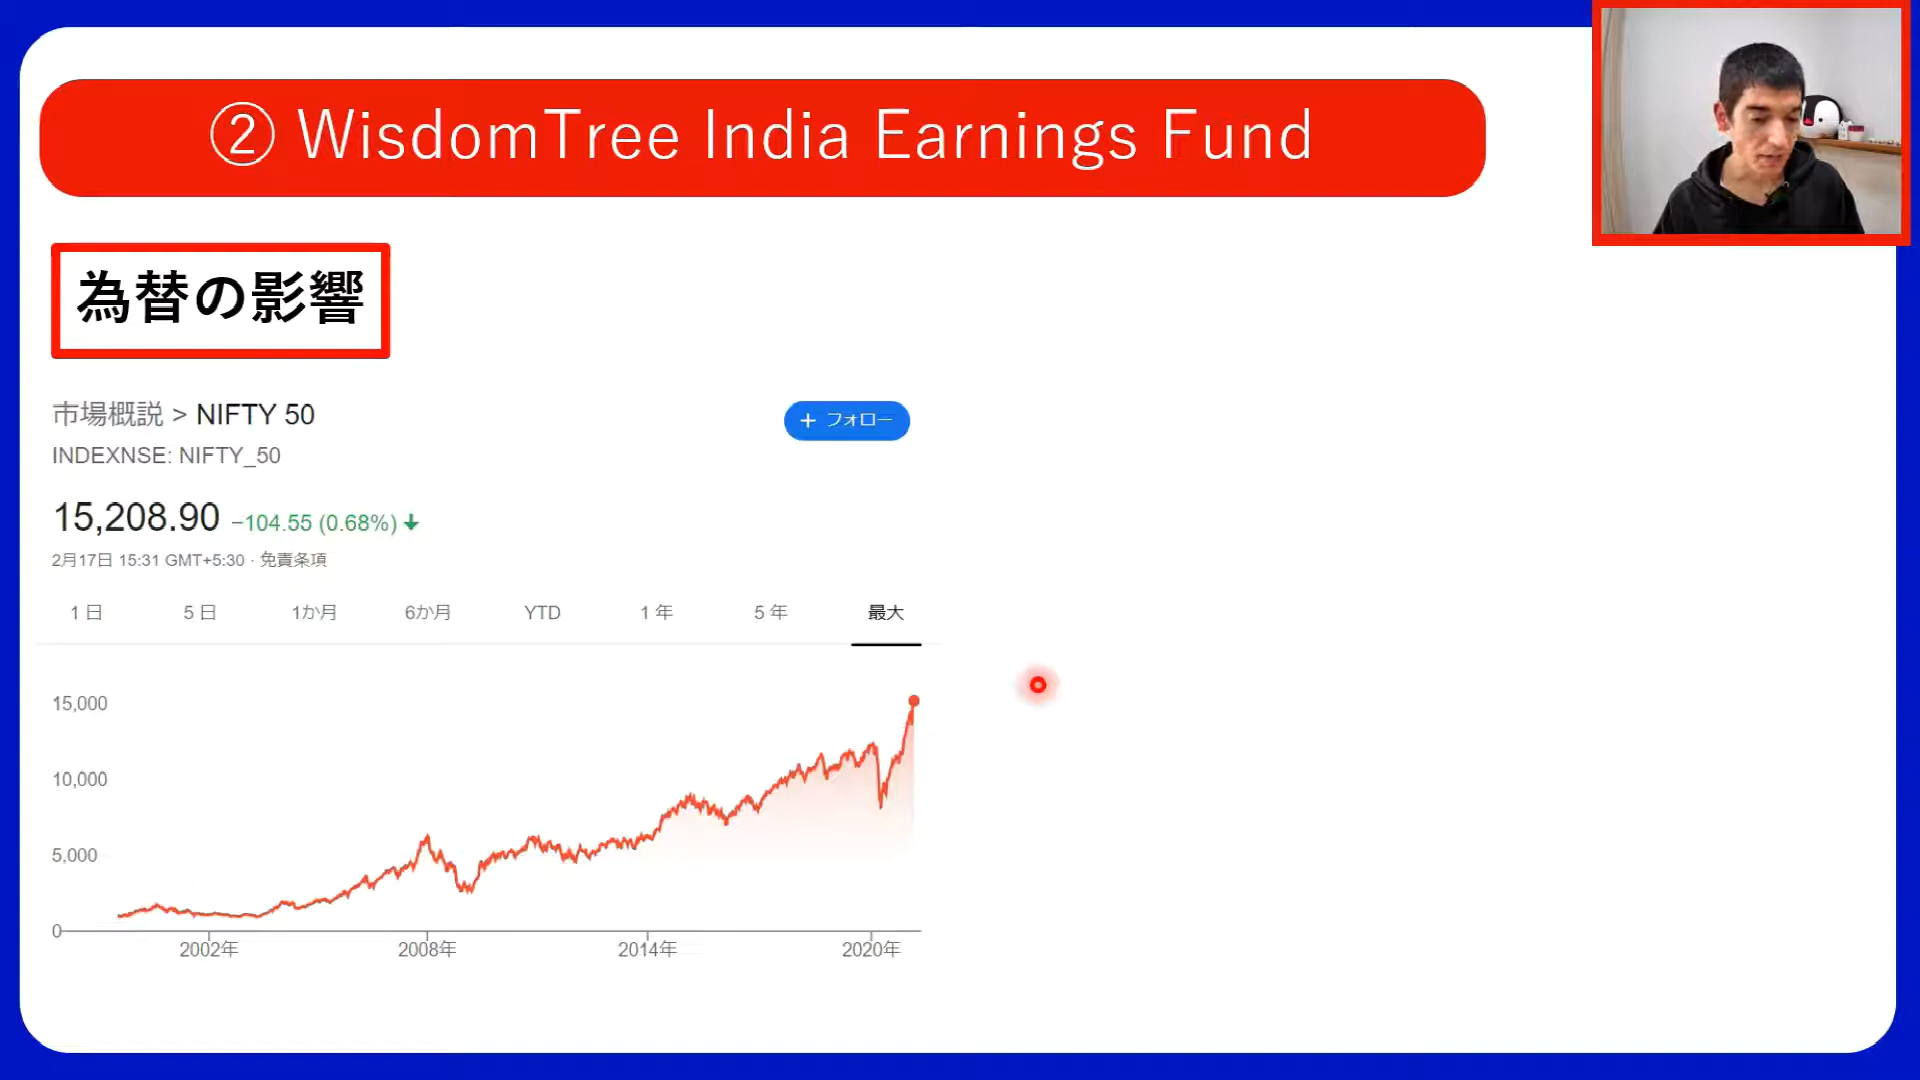 ② WisdomTree India Earnings Fund
為替の影響
市場概説 > NIFTY 50
+ フォロー
INDEXNSE: NIFTY_50
15,208.90 −104.55 (0.68%)
2月17日 15:31 GMT+5:30 · 免責条項
1 日 5 日 1か月 6か月 YTD 1 年 5 年 最大
15,000
10,000
5,000
0
2002年 2008年 2014年 2020年